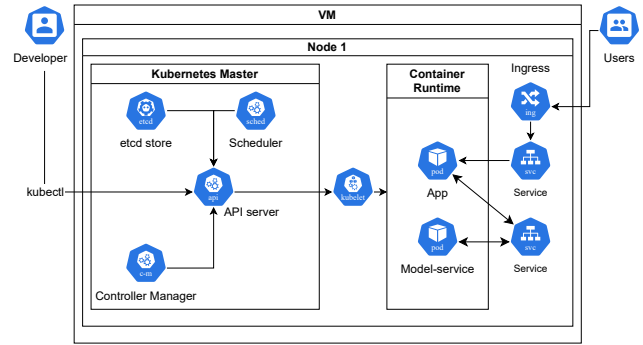 VM
Developer
Users
Node 1
Kubernetes Master
Container
Runtime
Ingress
etcd
etcd store
sched
Scheduler
ing
pod
App
svc
Service
kubectl
api
API server
kubelet
c-m
Controller Manager
pod
Model-service
svc
Service